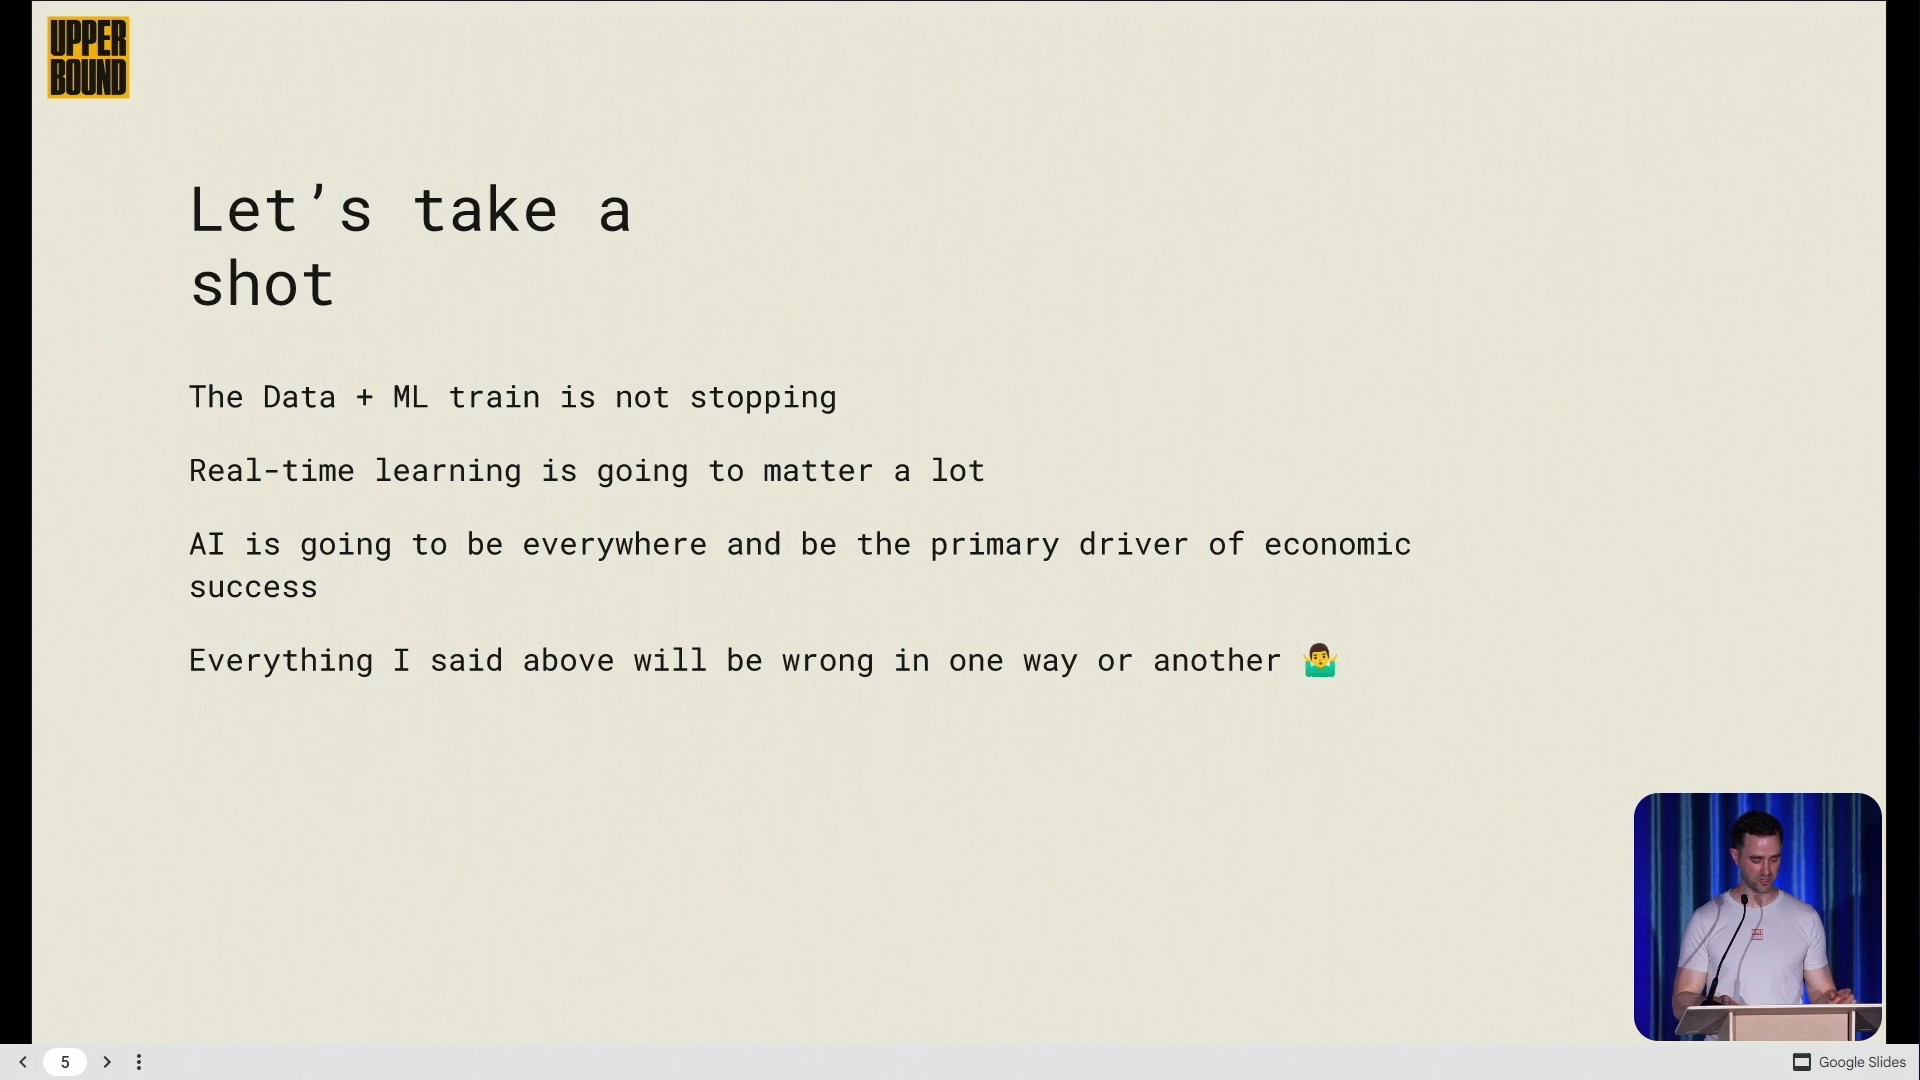 UPPER
BOUND
Let’s take a
shot
The Data + ML train is not stopping
Real-time learning is going to matter a lot
AI is going to be everywhere and be the primary driver of economic
success
Everything I said above will be wrong in one way or another 🤷‍♂️
5
Google Slides